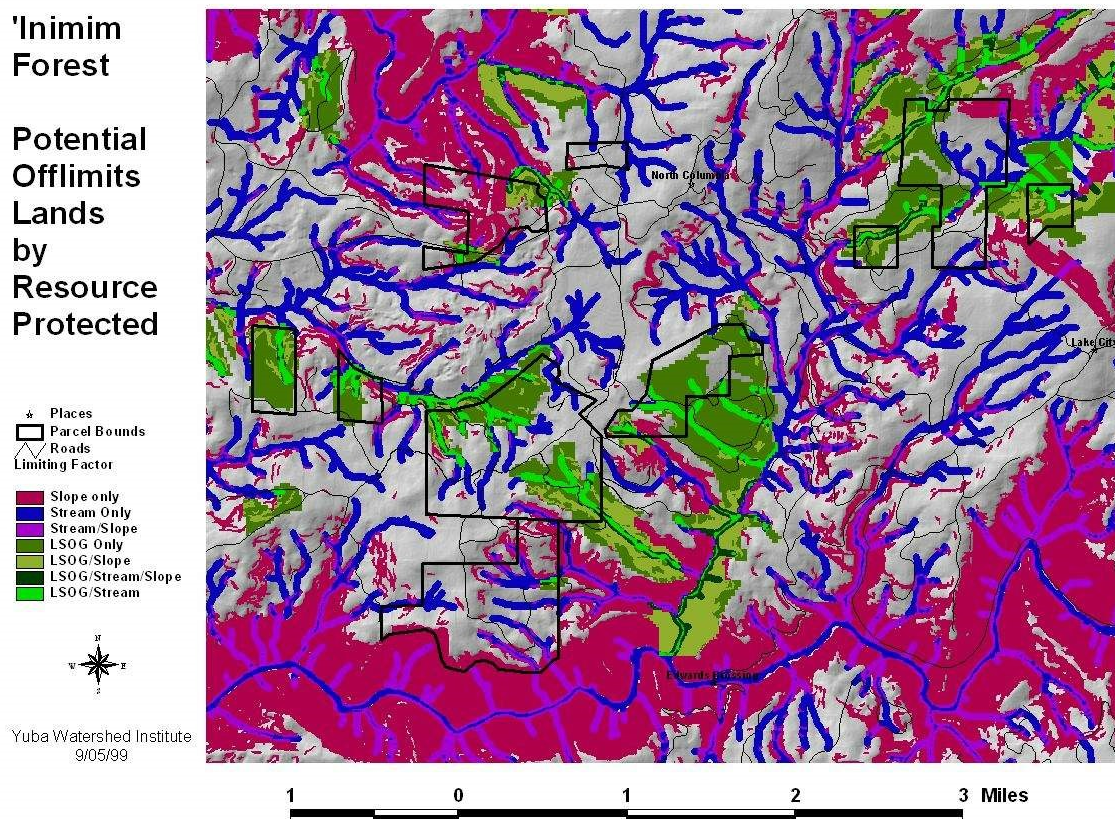 'Inimim
Forest
Potential
Offlimits
Lands
by
Resource
Protected
Places
Parcel Bounds
Roads
Limiting Factor
Slope only
Stream Only
Stream/Slope
LSOG Only
LSOG/Slope
LSOG/Stream/Slope
LSOG/Stream
N
W E
S
Yuba Watershed Institute
9/05/99
North Columbia
Lake City
Edwards Crossing
1 0 1 2 3 Miles